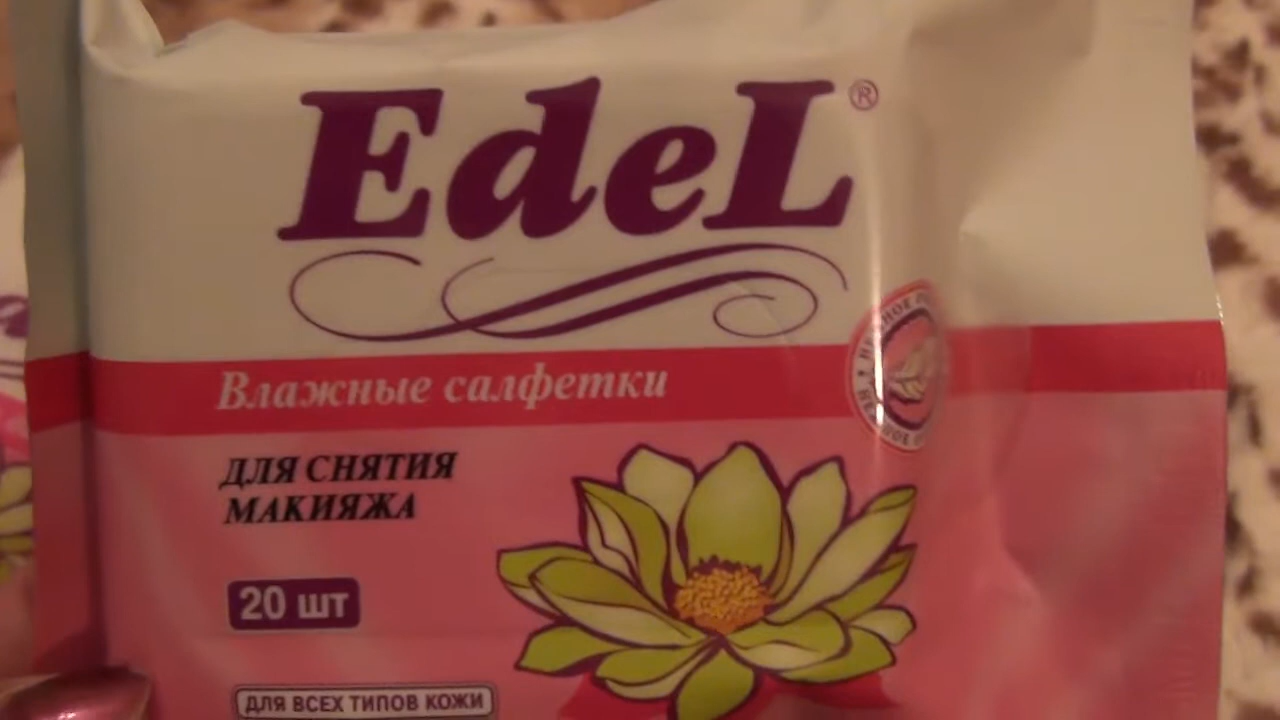 EdeL®
Влажные салфетки
ДЛЯ СНЯТИЯ
МАКИЯЖА
20 шт
ДЛЯ ВСЕХ ТИПОВ КОЖИ